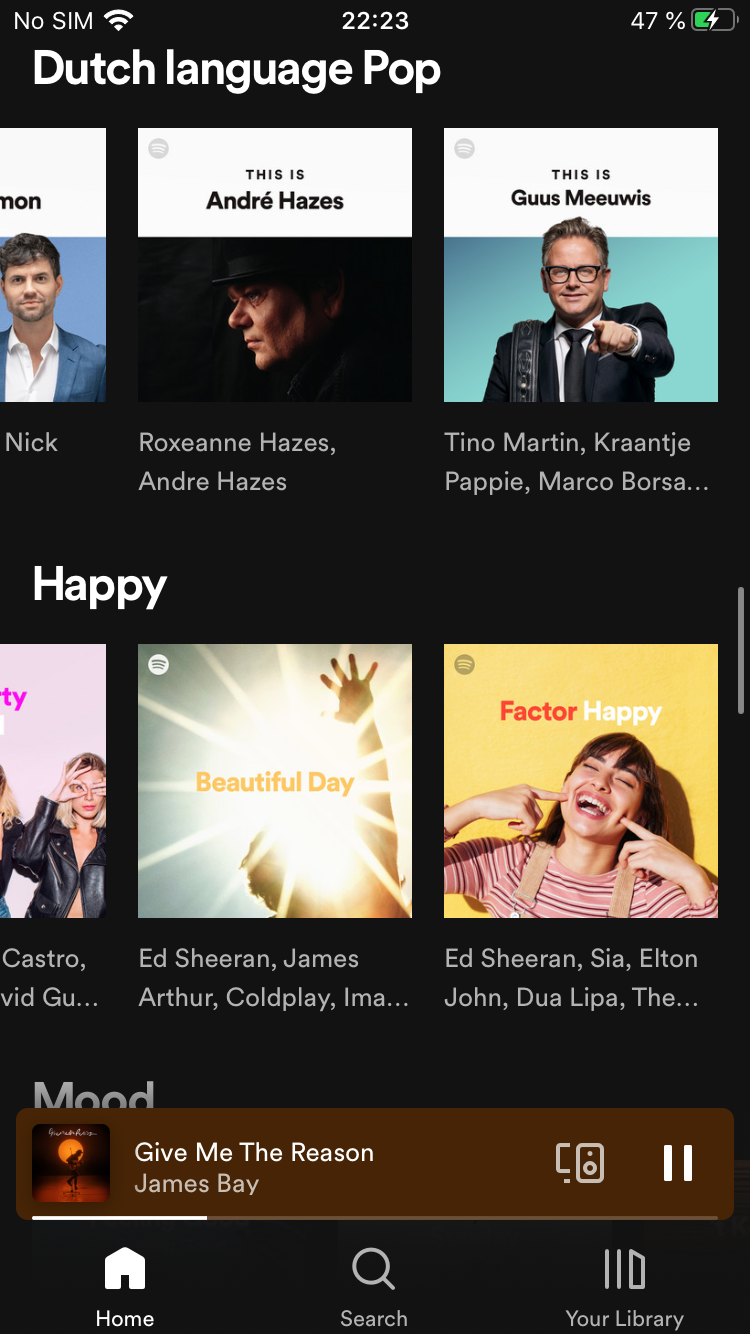 No SIM 22:23 47 %
Dutch language Pop
mon
THIS IS
André Hazes
THIS IS
Guus Meeuwis
Nick
Roxeanne Hazes,
Andre Hazes
Tino Martin, Kraantje
Pappie, Marco Borsa...
Happy
rty
Beautiful Day
Factor Happy
Castro,
vid Gu...
Ed Sheeran, James
Arthur, Coldplay, Ima...
Ed Sheeran, Sia, Elton
John, Dua Lipa, The...
Mood
Give Me The Reason
James Bay
Home
Search
Your Library